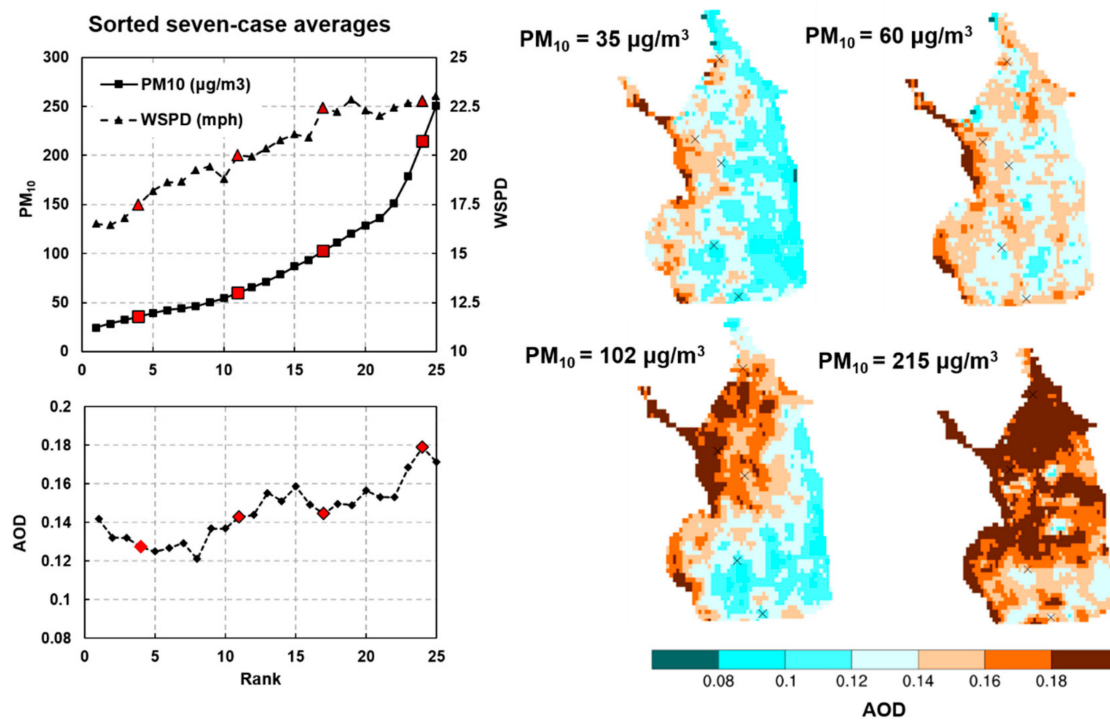 Sorted seven-case averages
300
250
200
150
100
50
0
PM10
PM10 (µg/m3)
WSPD (mph)
25
22.5
20
17.5
15
12.5
10
WSPD
0 5 10 15 20 25
0.2
0.18
0.16
0.14
0.12
0.1
0.08
AOD
0 5 10 15 20 25
Rank
PM10 = 35 µg/m3
PM10 = 60 µg/m3
PM10 = 102 µg/m3
PM10 = 215 µg/m3
0.08 0.1 0.12 0.14 0.16 0.18
AOD